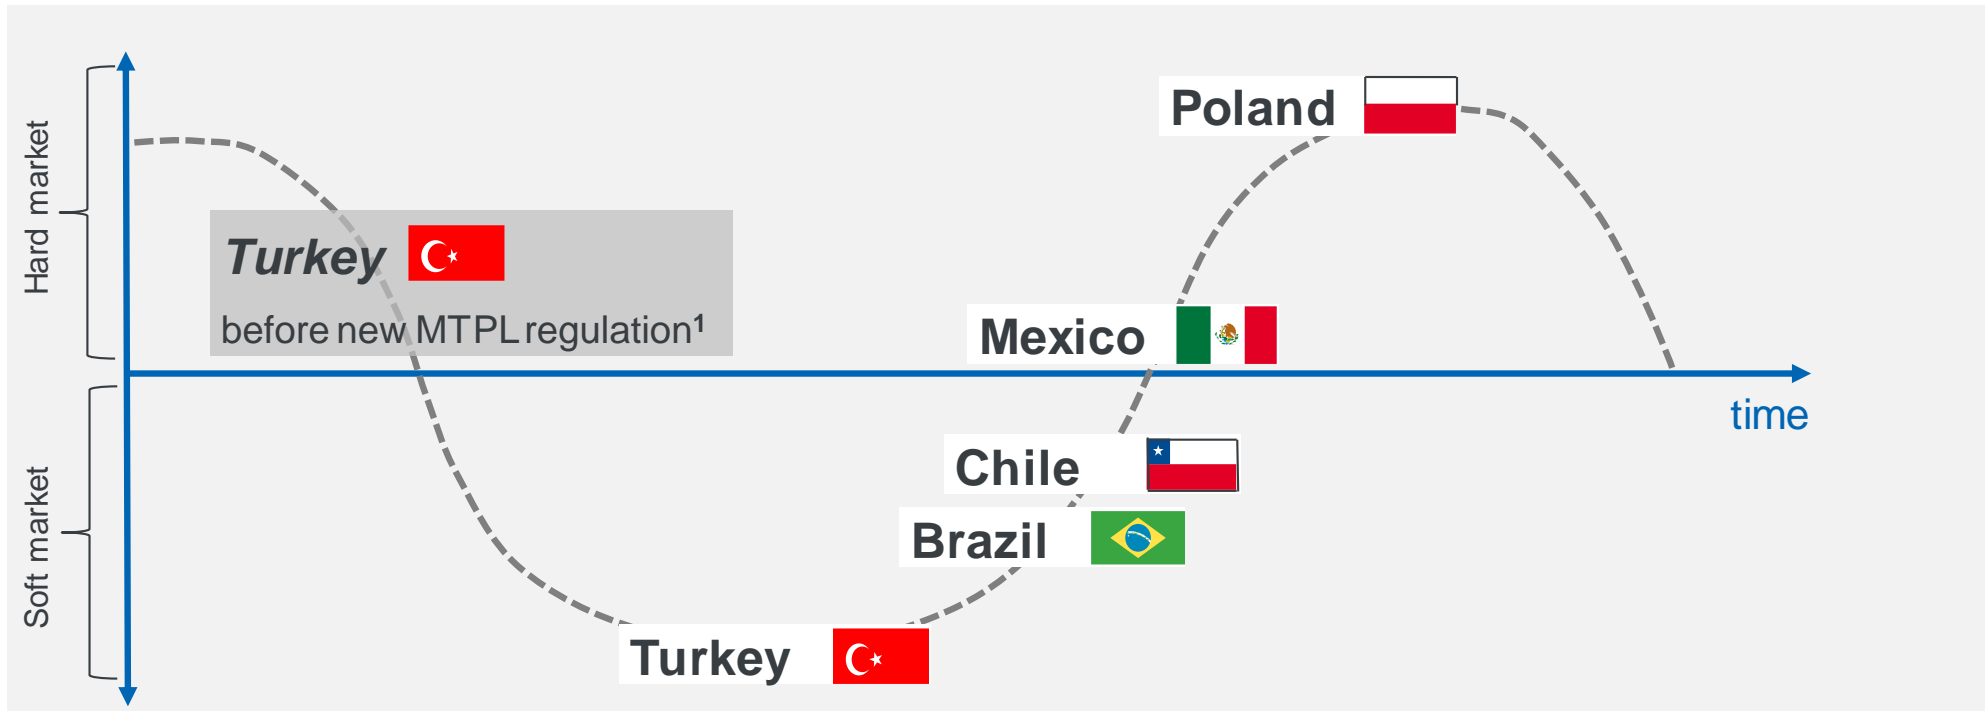 Hard market
Soft market
Poland
Turkey
before new MTPL regulation¹
Mexico
time
Chile
Brazil
Turkey